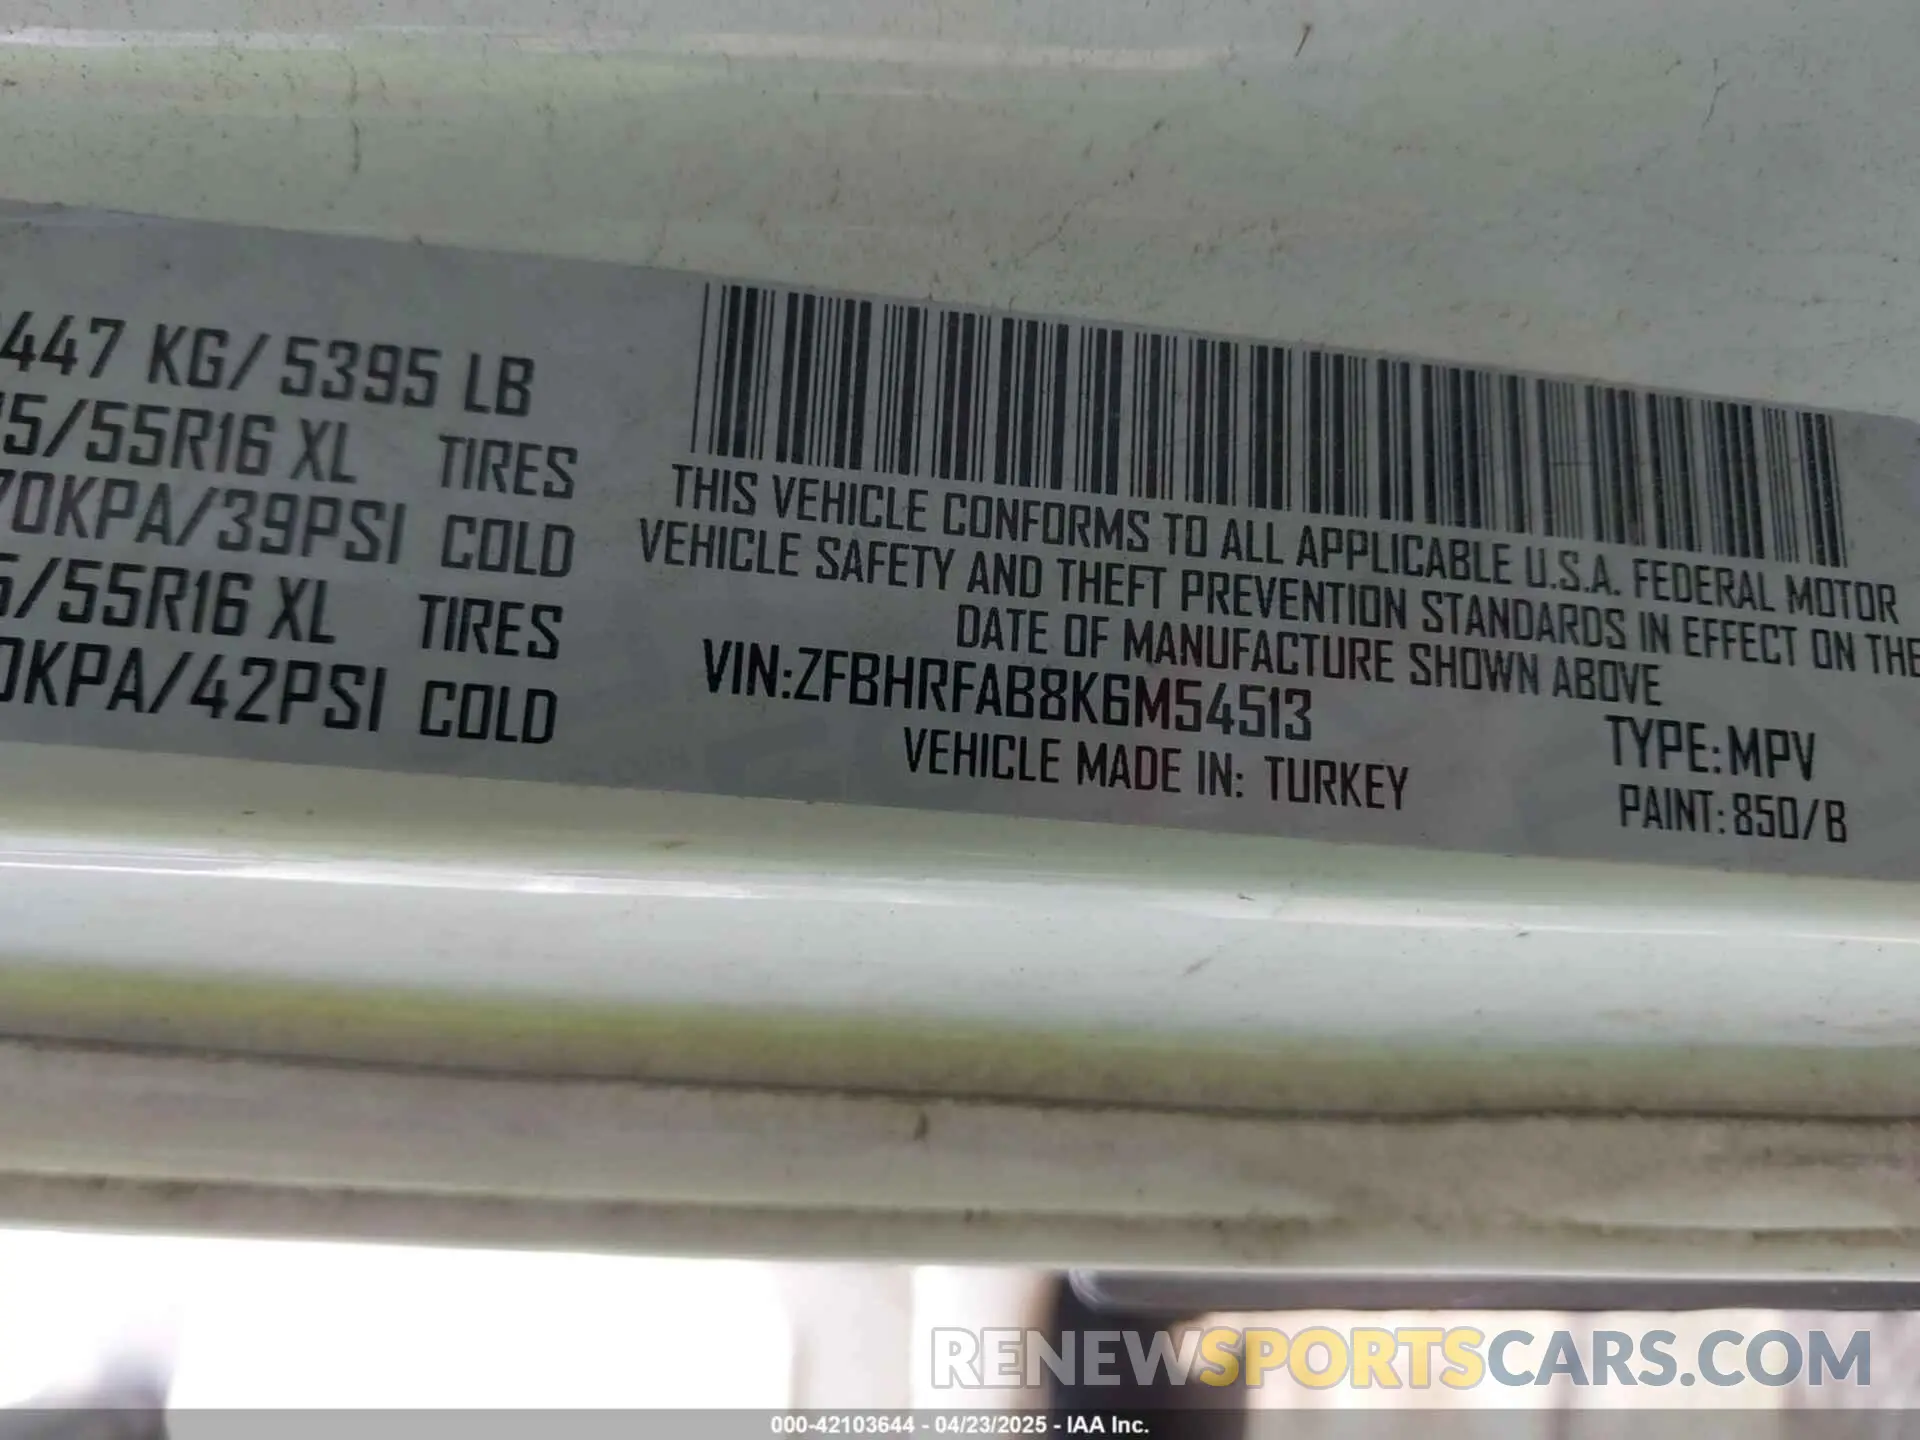 447 KG/5395 LB
5/55R16 XL TIRES
70KPA/39PSI COLD
5/55R16 XL TIRES
0KPA/42PSI COLD
THIS VEHICLE CONFORMS TO ALL APPLICABLE U.S.A. FEDERAL MOTOR
VEHICLE SAFETY AND THEFT PREVENTION STANDARDS IN EFFECT ON THE
DATE OF MANUFACTURE SHOWN ABOVE
VIN:ZFBHRFAB8K6M54513
TYPE:MPV
VEHICLE MADE IN: TURKEY
PAINT:850/B
RENEWSPORTSCARS.COM
000-42103644 - 04/23/2025 - IAA Inc.